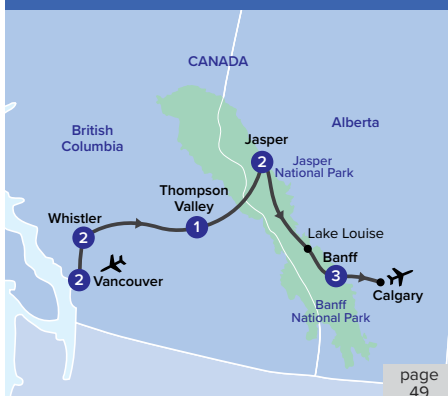 CANADA
British
Columbia
Alberta
Jasper
2
Jasper
National Park
Thompson
Valley
1
Whistler
2
2
Vancouver
Lake Louise
Banff
3
Calgary
Banff
National Park
page
49